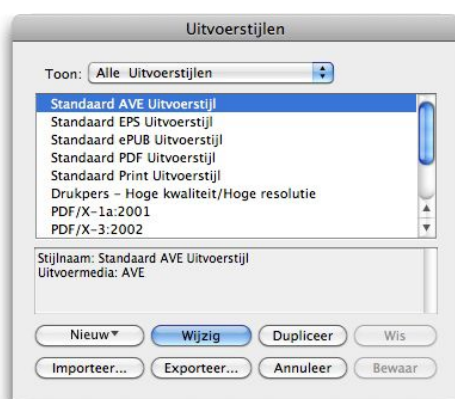 Uitvoerstijlen
Toon: Alle Uitvoerstijlen
Standaard AVE Uitvoerstijl
Standaard EPS Uitvoerstijl
Standaard ePUB Uitvoerstijl
Standaard PDF Uitvoerstijl
Standaard Print Uitvoerstijl
Drukpers – Hoge kwaliteit/Hoge resolutie
PDF/X-1a:2001
PDF/X-3:2002
Stijlnaam: Standaard AVE Uitvoerstijl
Uitvoermedia: AVE
Nieuw Wijzig Dupliceer Wis
Importeer... Exporteer... Annuleer Bewaar